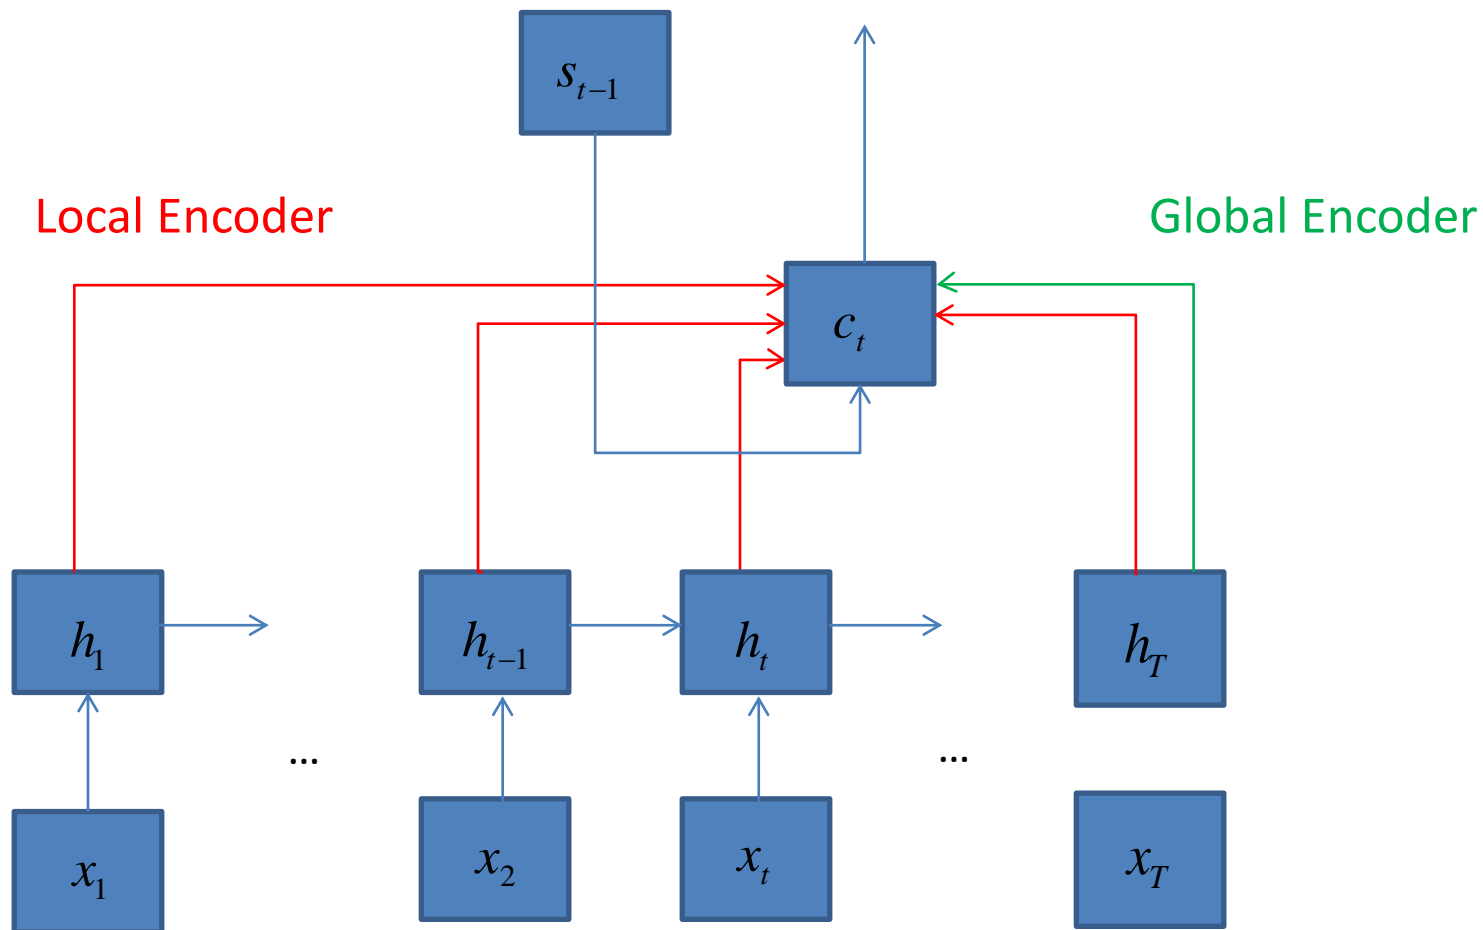 s_{t-1}
Local Encoder
Global Encoder
c_t
h_1
h_{t-1}
h_t
h_T
...
...
x_1
x_2
x_t
x_T